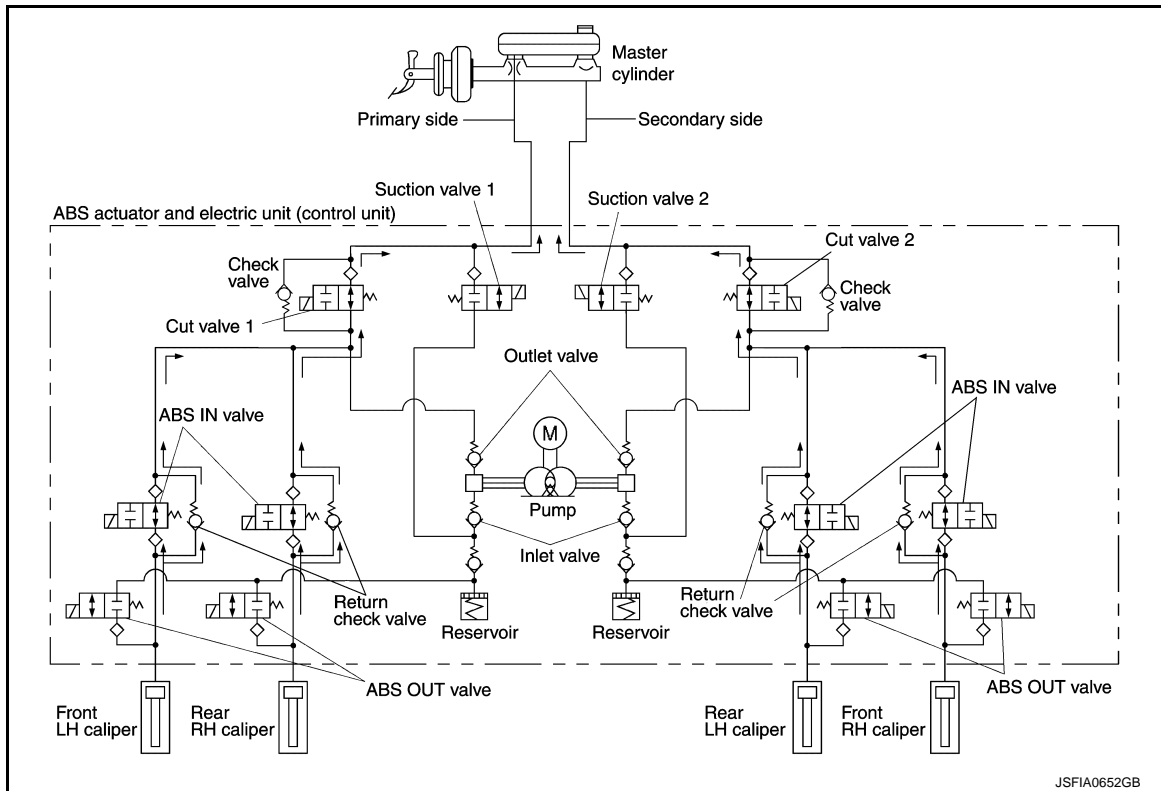 Master
cylinder
Primary side
Secondary side
Suction valve 1
Suction valve 2
ABS actuator and electric unit (control unit)
Cut valve 2
Check
valve
Check
valve
Cut valve 1
Outlet valve
ABS IN valve
ABS IN valve
M
Pump
Inlet valve
Return
check valve
Return
check valve
Reservoir
Reservoir
ABS OUT valve
ABS OUT valve
Front
LH caliper
Rear
RH caliper
Rear
LH caliper
Front
RH caliper
JSFIA0652GB